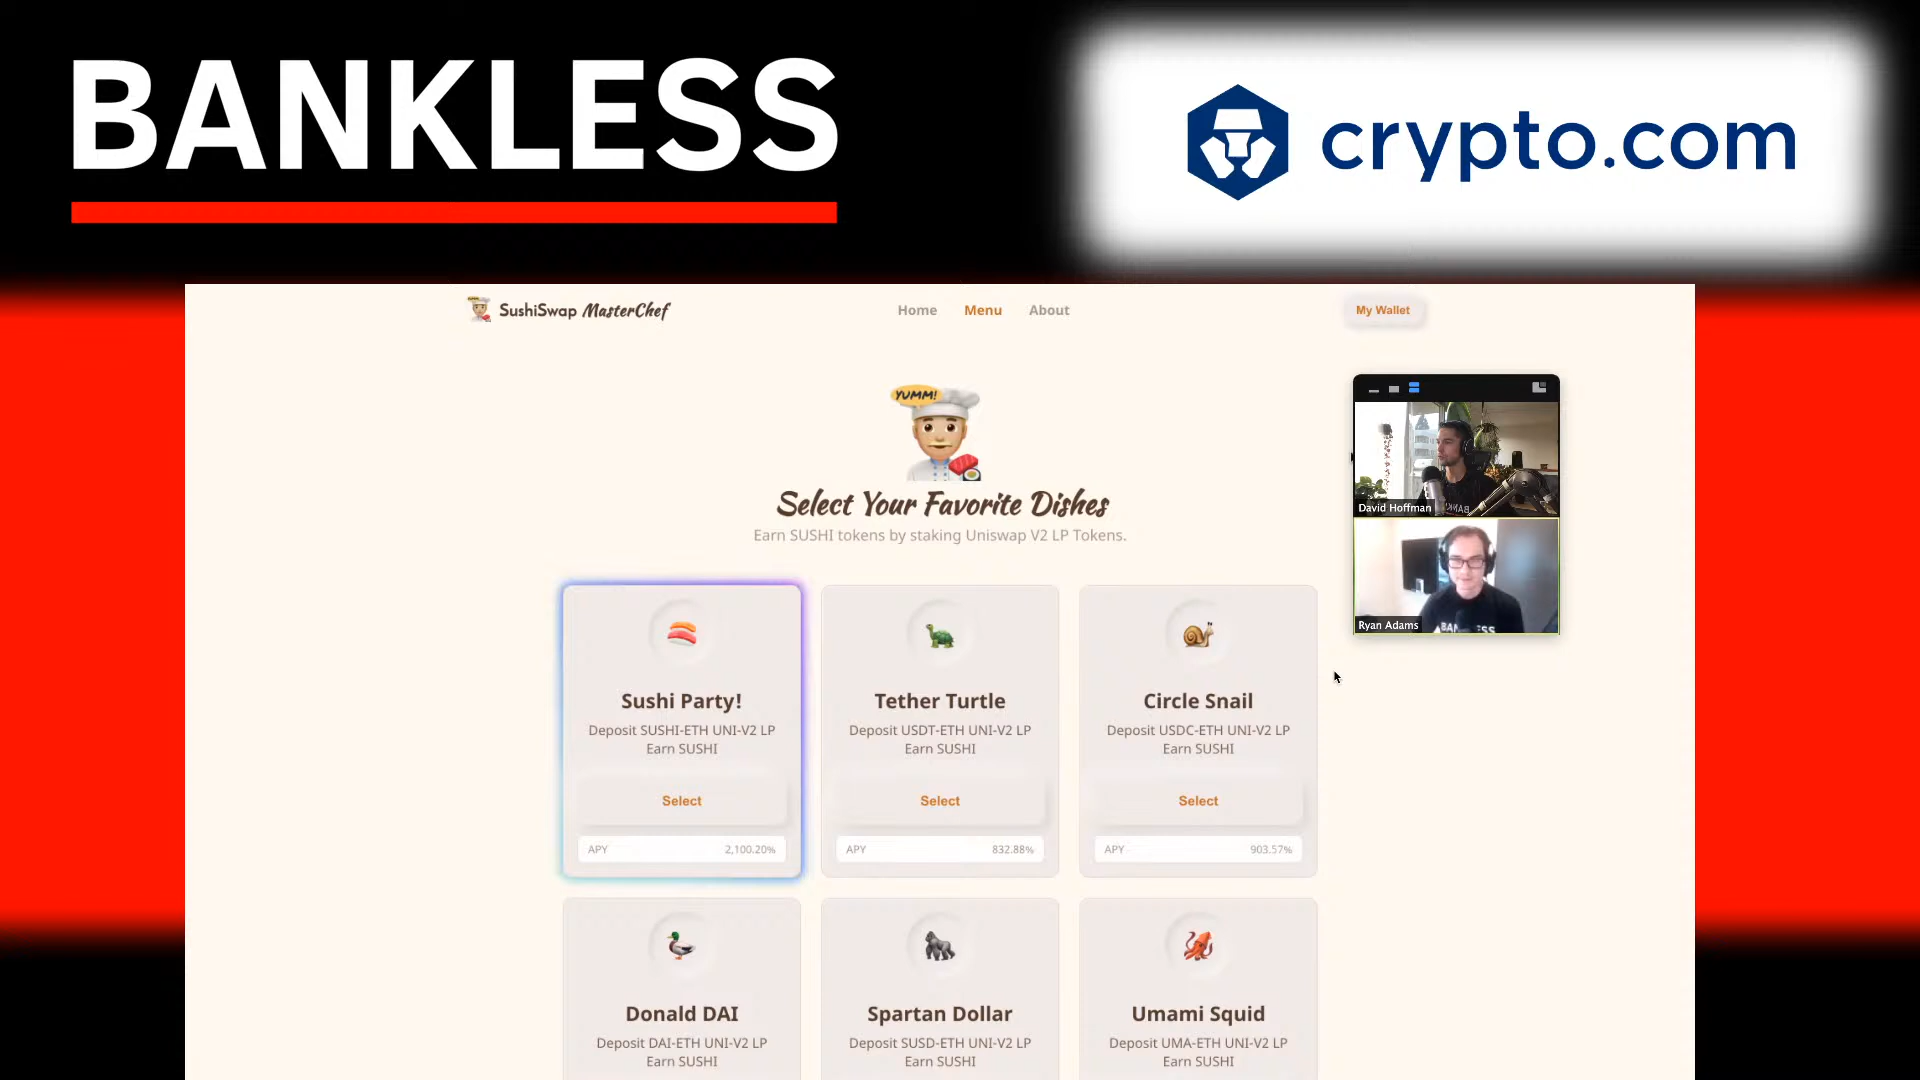 BANKLESS
crypto.com
SushiSwap MasterChef
Home Menu About
My Wallet
YUMM!
Select Your Favorite Dishes
Earn SUSHI tokens by staking Uniswap V2 LP Tokens.
David Hoffman
Ryan Adams
Sushi Party!
Deposit SUSHI-ETH UNI-V2 LP
Earn SUSHI
Select
APY 2,100.20%
Tether Turtle
Deposit USDT-ETH UNI-V2 LP
Earn SUSHI
Select
APY 832.88%
Circle Snail
Deposit USDC-ETH UNI-V2 LP
Earn SUSHI
Select
APY 903.57%
Donald DAI
Deposit DAI-ETH UNI-V2 LP
Earn SUSHI
Spartan Dollar
Deposit SUSD-ETH UNI-V2 LP
Earn SUSHI
Umami Squid
Deposit UMA-ETH UNI-V2 LP
Earn SUSHI